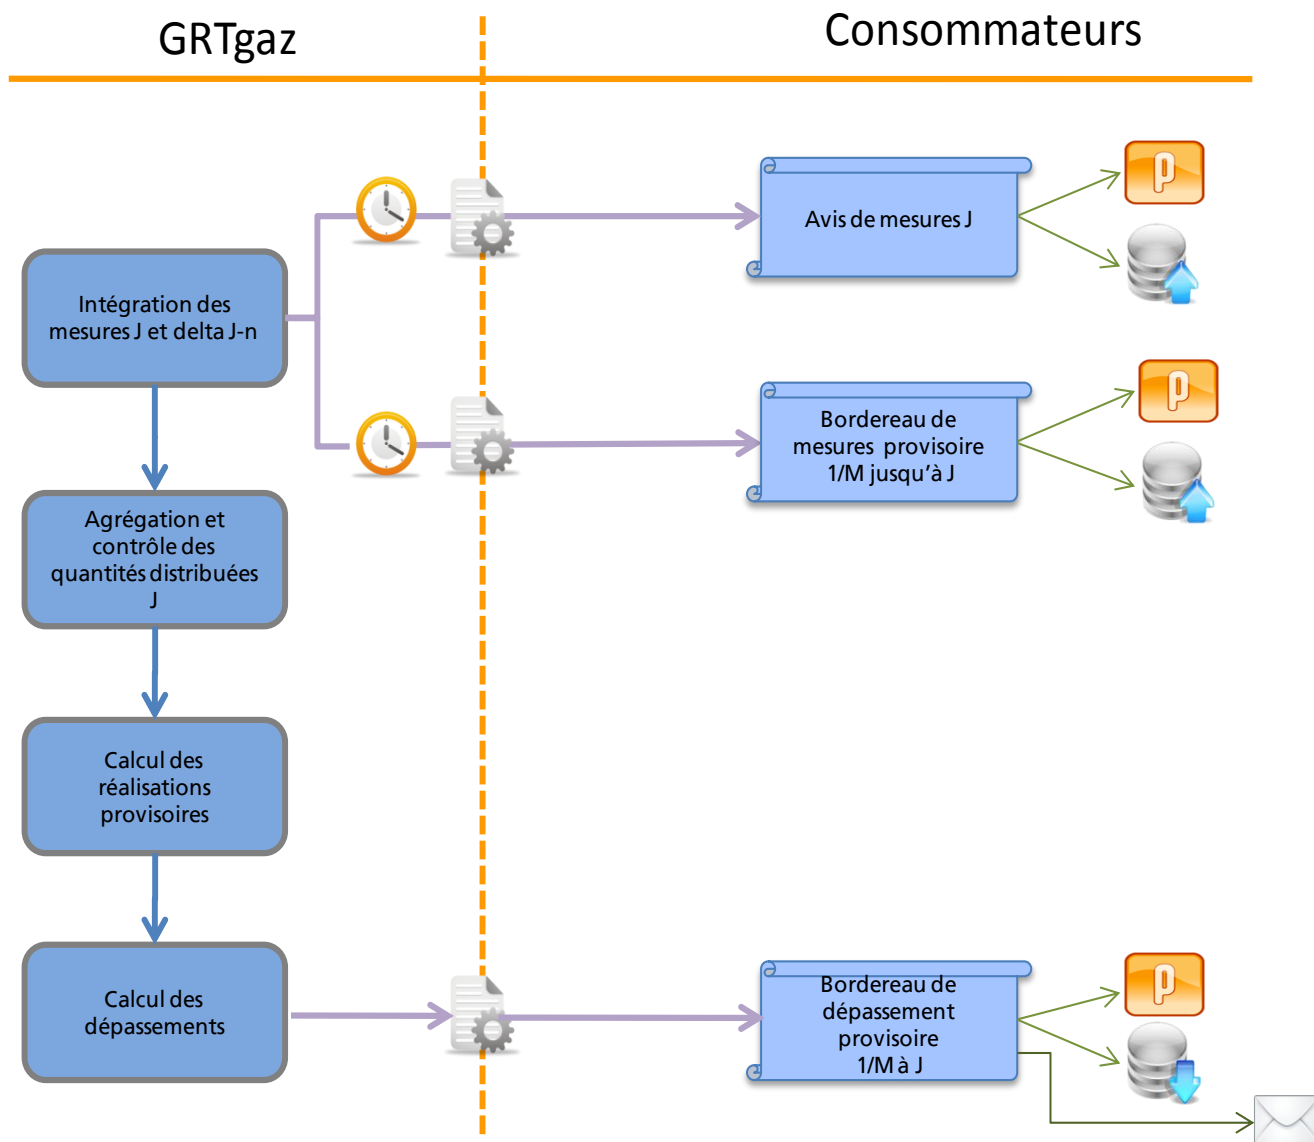 GRTgaz
Consommateurs
Avis de mesures J
Intégration des
mesures J et delta J-n
Bordereau de
mesures provisoire
1/M jusqu'à J
Agrégation et
contrôle des
quantités distribuées
J
Calcul des
réalisations
provisoires
Calcul des
dépassements
Bordereau de
dépassement
provisoire
1/M à J
P
P
P